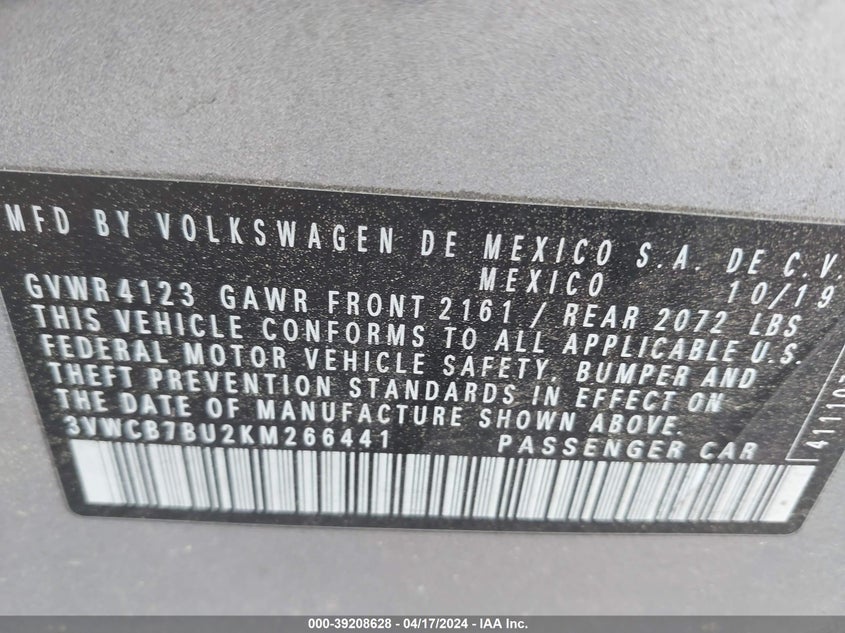 MFD BY VOLKSWAGEN DE MEXICO S.A. DE C.V.
MEXICO 10/19
GVWR 4123 GAWR FRONT 2161 / REAR 2072 LBS
THIS VEHICLE CONFORMS TO ALL APPLICABLE U.S.
FEDERAL MOTOR VEHICLE SAFETY, BUMPER AND
THEFT PREVENTION STANDARDS IN EFFECT ON
THE DATE OF MANUFACTURE SHOWN ABOVE.
3VWCB7BU2KM266441 PASSENGER CAR
000-39208628 - 04/17/2024 - IAA Inc.